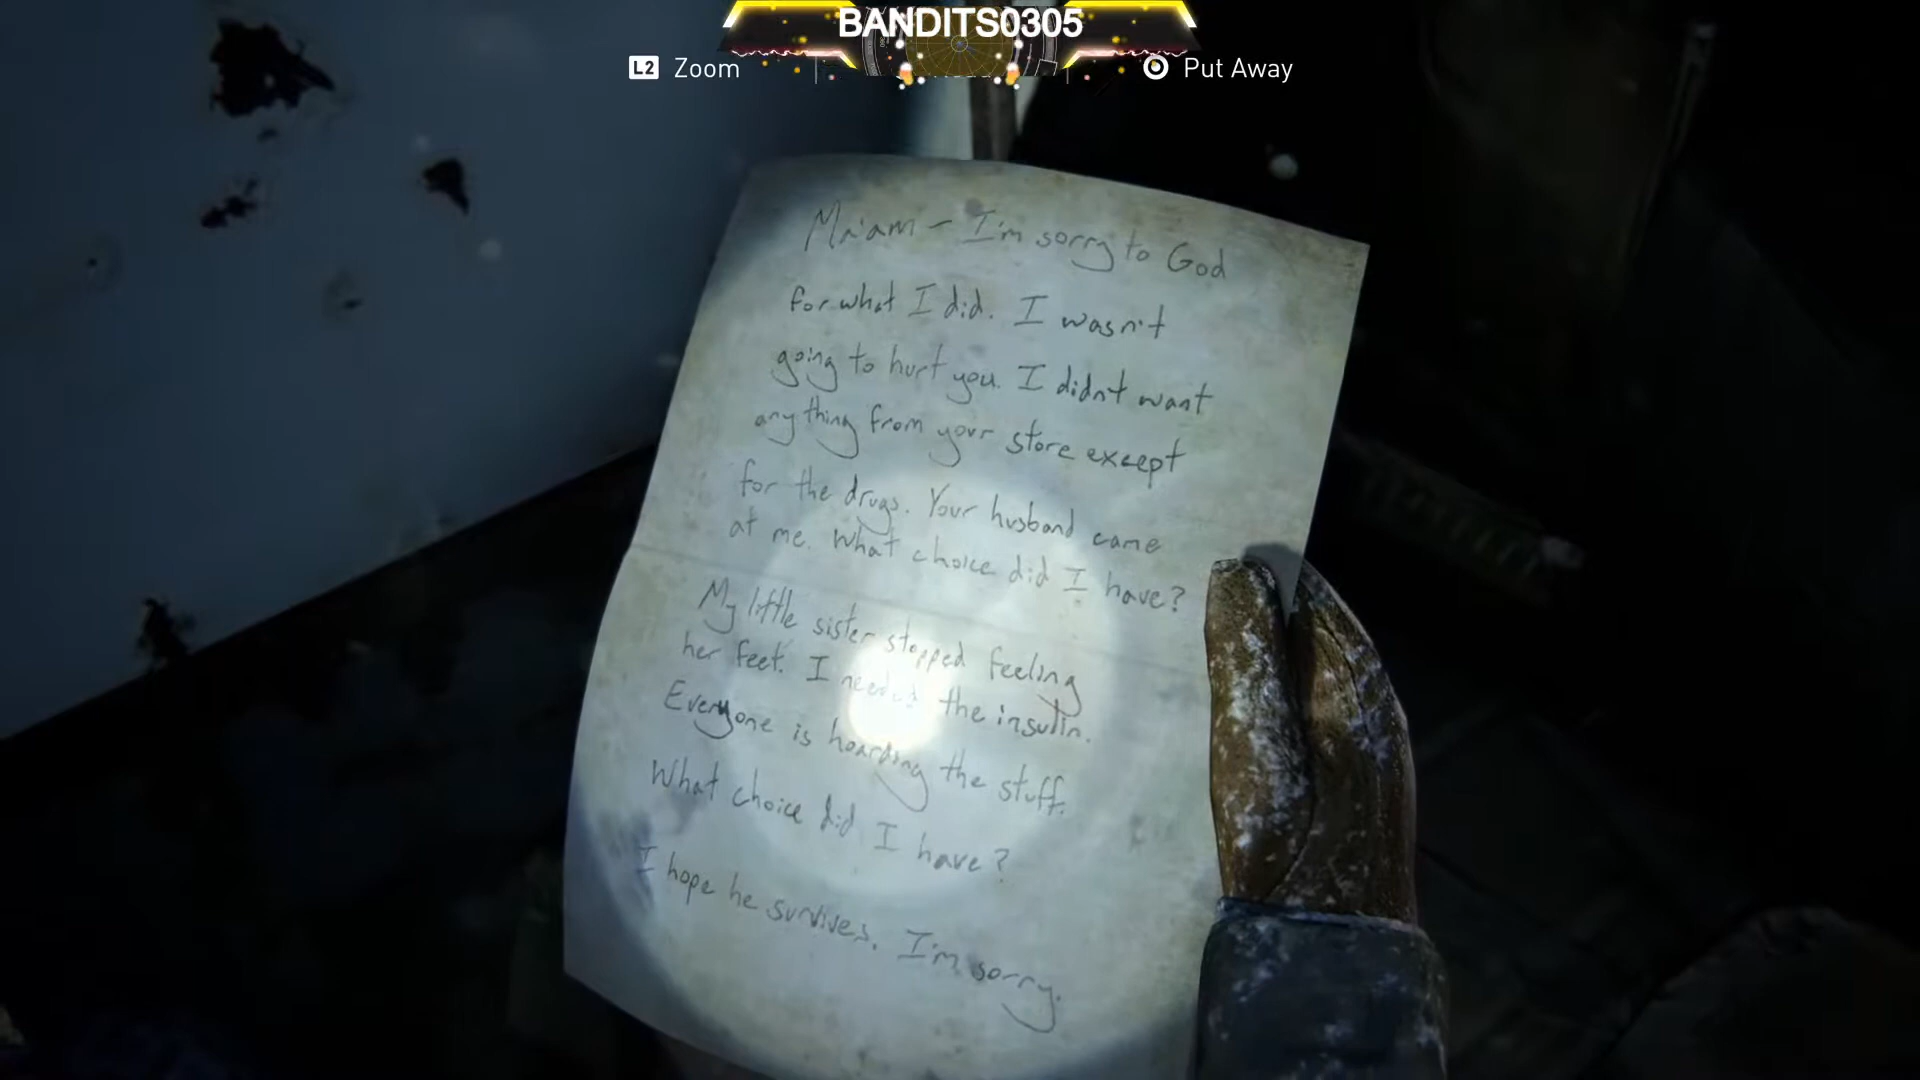 BANDITS0305
L2 Zoom
Put Away
Ma'am - I'm sorry to God
for what I did. I wasn't
going to hurt you. I didn't want
anything from your store except
for the drugs. Your husband came
at me. What choice did I have?
My little sister stopped feeling
her feet. I needed the insulin.
Everyone is hoarding the stuff.
What choice did I have?
I hope he survives. I'm sorry.